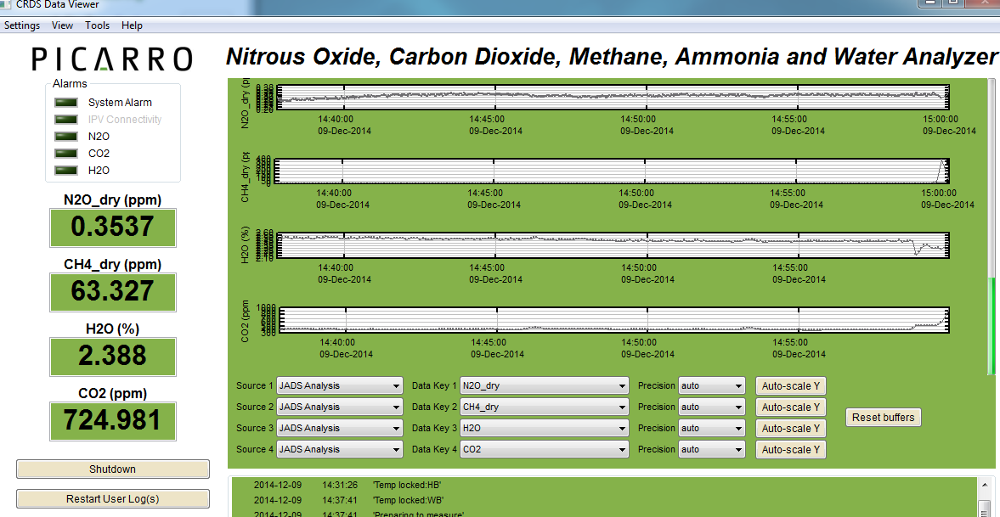 CRDS Data Viewer
Settings View Tools Help
PICARRO
Nitrous Oxide, Carbon Dioxide, Methane, Ammonia and Water Analyzer
Alarms
System Alarm
IPV Connectivity
N2O
CO2
H2O
N2O_dry (ppm)
0.3537
CH4_dry (ppm)
63.327
H2O (%)
2.388
CO2 (ppm)
724.981
Shutdown
Restart User Log(s)
N2O_dry (p
14:40:00 14:45:00 14:50:00 14:55:00 15:00:00
09-Dec-2014 09-Dec-2014 09-Dec-2014 09-Dec-2014 09-Dec-2014
CH4_dry (p
400
14:40:00 14:45:00 14:50:00 14:55:00 15:00:00
09-Dec-2014 09-Dec-2014 09-Dec-2014 09-Dec-2014 09-Dec-2014
H2O (%)
2.60
2.10
14:40:00 14:45:00 14:50:00 14:55:00
09-Dec-2014 09-Dec-2014 09-Dec-2014 09-Dec-2014
CO2 (ppm
1000
300
14:40:00 14:45:00 14:50:00 14:55:00
09-Dec-2014 09-Dec-2014 09-Dec-2014 09-Dec-2014
Source 1 JADS Analysis Data Key 1 N2O_dry Precision auto Auto-scale Y
Source 2 JADS Analysis Data Key 2 CH4_dry Precision auto Auto-scale Y
Source 3 JADS Analysis Data Key 3 H2O Precision auto Auto-scale Y
Source 4 JADS Analysis Data Key 4 CO2 Precision auto Auto-scale Y
Reset buffers
2014-12-09 14:31:26 'Temp locked:HB'
2014-12-09 14:37:41 'Temp locked:WB'
2014-12-09 14:37:41 'Preparing to measure'